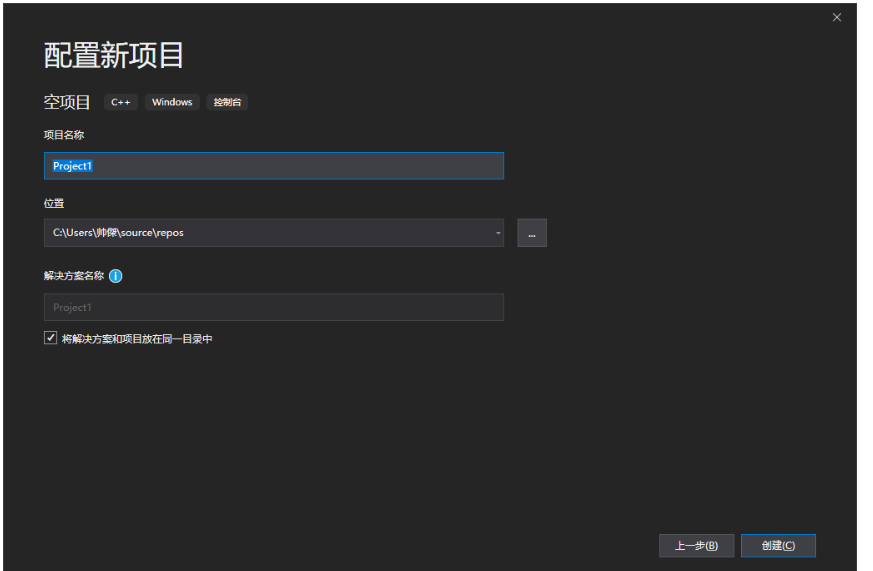 配置新项目
空项目 C++ Windows 控制台
项目名称
Project1
位置
C:\Users\帅傑\source\repos
...
解决方案名称
Project1
将解决方案和项目放在同一目录中
上一步(B) 创建(C)